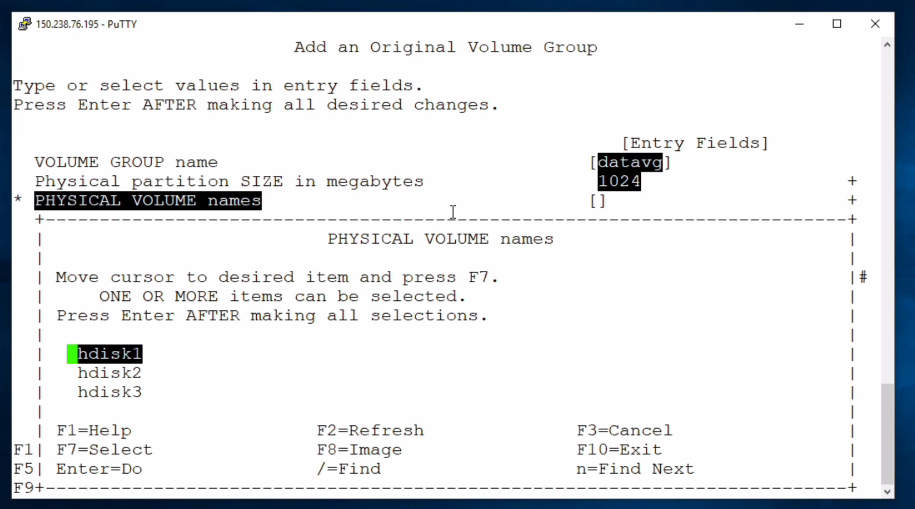 150.238.76.195 - PuTTY
Add an Original Volume Group
Type or select values in entry fields.
Press Enter AFTER making all desired changes.
[Entry Fields]
VOLUME GROUP name [datavg]
Physical partition SIZE in megabytes 1024 +
* PHYSICAL VOLUME names [] +
PHYSICAL VOLUME names
Move cursor to desired item and press F7. #
ONE OR MORE items can be selected.
Press Enter AFTER making all selections.
hdisk1
hdisk2
hdisk3
F1=Help F2=Refresh F3=Cancel
F1 F7=Select F8=Image F10=Exit
F5 Enter=Do /=Find n=Find Next
F9